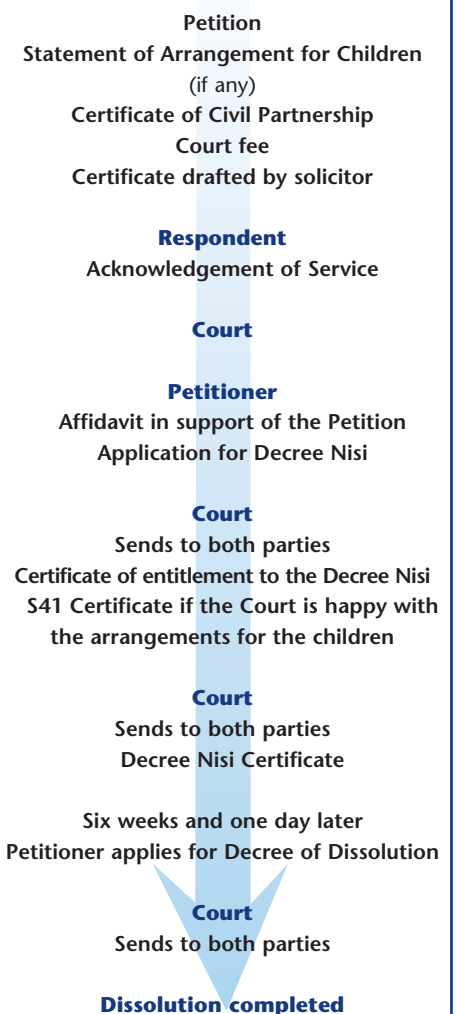 Petition
Statement of Arrangement for Children
(if any)
Certificate of Civil Partnership
Court fee
Certificate drafted by solicitor
Respondent
Acknowledgement of Service
Court
Petitioner
Affidavit in support of the Petition
Application for Decree Nisi
Court
Sends to both parties
Certificate of entitlement to the Decree Nisi
S41 Certificate if the Court is happy with
the arrangements for the children
Court
Sends to both parties
Decree Nisi Certificate
Six weeks and one day later
Petitioner applies for Decree of Dissolution
Court
Sends to both parties
Dissolution completed